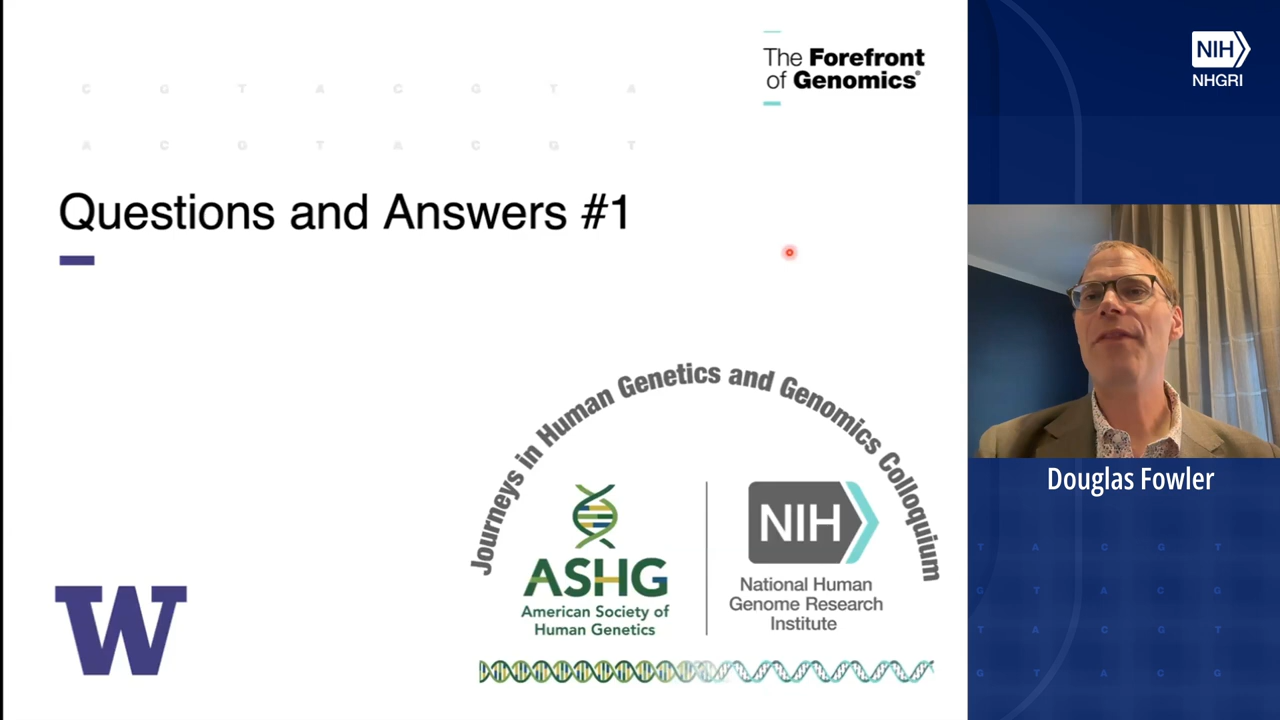 The Forefront
of Genomics®
C G T A C G T A
A C G T A C G T
Questions and Answers #1
Journeys in Human Genetics and Genomics Colloquium
ASHG
American Society of
Human Genetics
NIH
National Human
Genome Research
Institute
W
NIH
NHGRI
Douglas Fowler
T A C G T
G T A C G
T A C G T
G T A C G